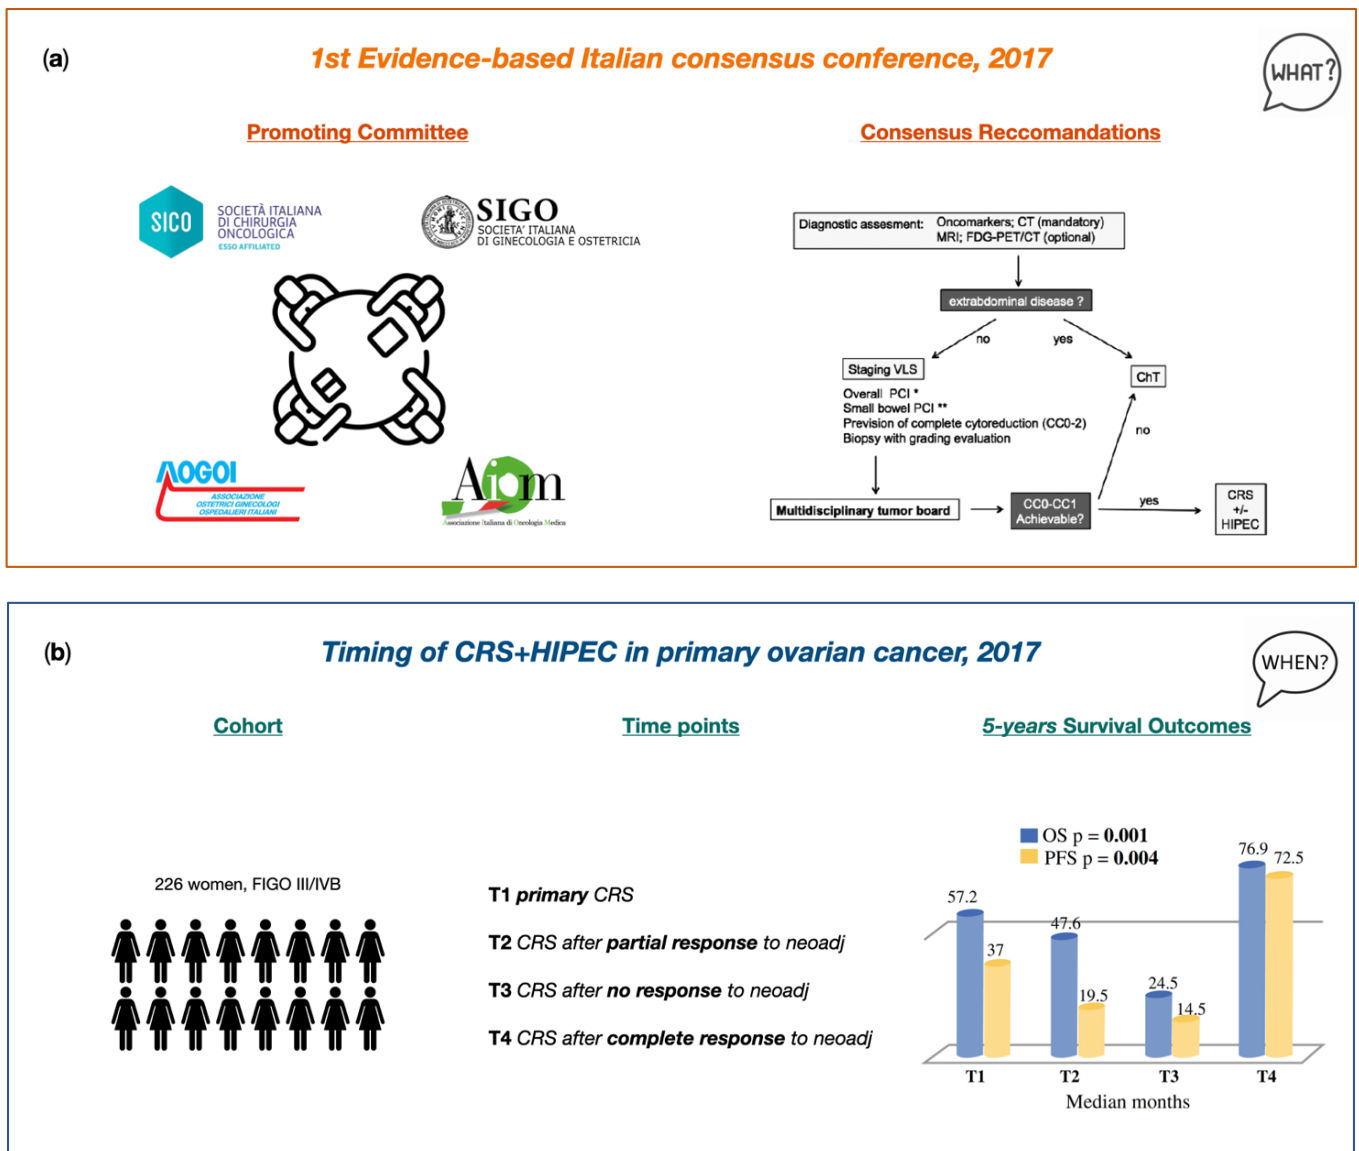 (a)
1st Evidence-based Italian consensus conference, 2017
WHAT?
Promoting Committee
Consensus Reccomandations
SICO
SOCIETÀ ITALIANA
DI CHIRURGIA
ONCOLOGICA
ESSO AFFILIATED
SIGO
SOCIETA' ITALIANA
DI GINECOLOGIA E OSTETRICIA
AOGOI
ASSOCIAZIONE
OSTETRICI GINECOLOGI
OSPEDALIERI ITALIANI
Aiom
Associazione Italiana di Oncologia Medica
Diagnostic assesment: Oncomarkers; CT (mandatory)
MRI; FDG-PET/CT (optional)
extrabdominal disease ?
no
yes
Staging VLS
ChT
Overall PCI *
Small bowel PCI **
Prevision of complete cytoreduction (CC0-2)
Biopsy with grading evaluation
no
Multidisciplinary tumor board
CC0-CC1
Achievable?
yes
CRS
+/-
HIPEC
(b)
Timing of CRS+HIPEC in primary ovarian cancer, 2017
WHEN?
Cohort
Time points
5-years Survival Outcomes
226 women, FIGO III/IVB
T1 primary CRS
T2 CRS after partial response to neoadj
T3 CRS after no response to neoadj
T4 CRS after complete response to neoadj
OS p = 0.001
PFS p = 0.004
57.2
37
47.6
19.5
24.5
14.5
76.9
72.5
T1 T2 T3 T4
Median months